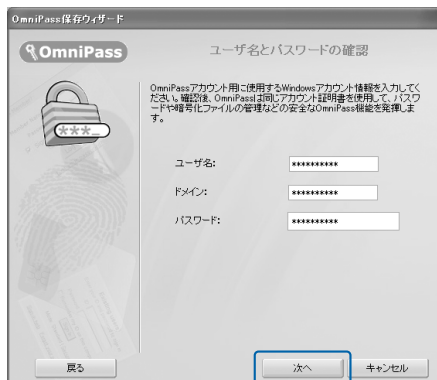 OmniPass保存ウィザード
OmniPass
ユーザ名とパスワードの確認
OmniPassアカウント用に使用するWindowsアカウント情報を入力してく
ださい。確認後、OmniPassは同じアカウント証明書を使用して、パスワ
ードや暗号化ファイルの管理などの安全なOmniPass機能を発揮しま
す。
***_
ユーザ名: **********
ドメイン: **********
パスワード: **********
戻る 次へ キャンセル